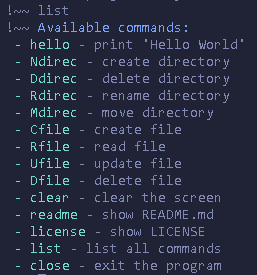 !~~ list
!~~ Available commands:
- hello - print "Hello World"
- Ndirec - create directory
- Ddirec - delete directory
- Rdirec - rename directory
- Mdirec - move directory
- Cfile - create file
- Rfile - read file
- Ufile - update file
- Dfile - delete file
- clear - clear the screen
- readme - show README.md
- license - show LICENSE
- list - list all commands
- close - exit the program